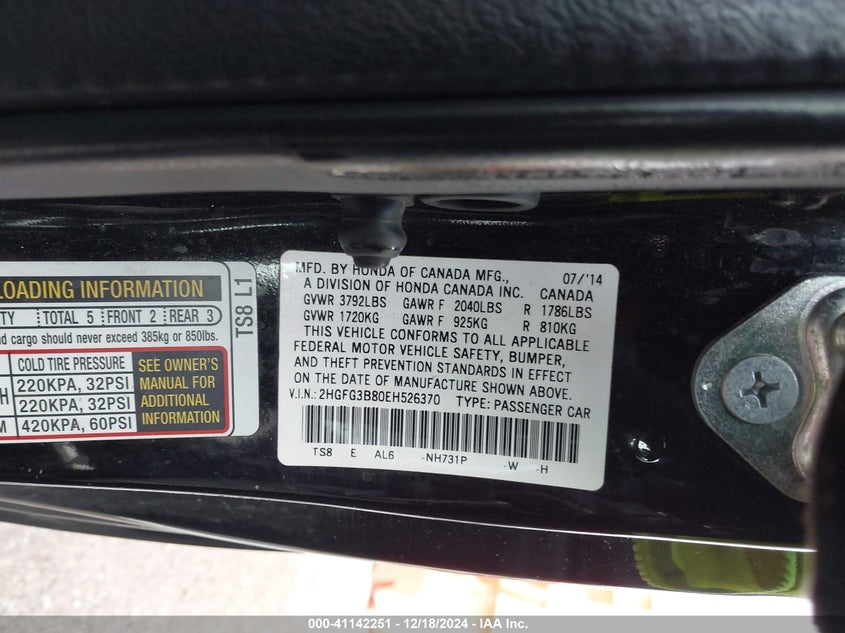 LOADING INFORMATION
TOTAL 5 FRONT 2 REAR 3
cargo should never exceed 385kg or 850lbs.
COLD TIRE PRESSURE
220KPA, 32PSI
220KPA, 32PSI
420KPA, 60PSI
SEE OWNER'S
MANUAL FOR
ADDITIONAL
INFORMATION
TS8 L1
MFD. BY HONDA OF CANADA MFG., 07/'14
A DIVISION OF HONDA CANADA INC. CANADA
GVWR 3792LBS GAWR F 2040LBS R 1786LBS
GVWR 1720KG GAWR F 925KG R 810KG
THIS VEHICLE CONFORMS TO ALL APPLICABLE
FEDERAL MOTOR VEHICLE SAFETY, BUMPER,
AND THEFT PREVENTION STANDARDS IN EFFECT
ON THE DATE OF MANUFACTURE SHOWN ABOVE.
V.I.N.: 2HGFG3B80EH526370 TYPE: PASSENGER CAR
TS8 E AL6 -NH731P -W -H
000-41142251 - 12/18/2024 - IAA Inc.